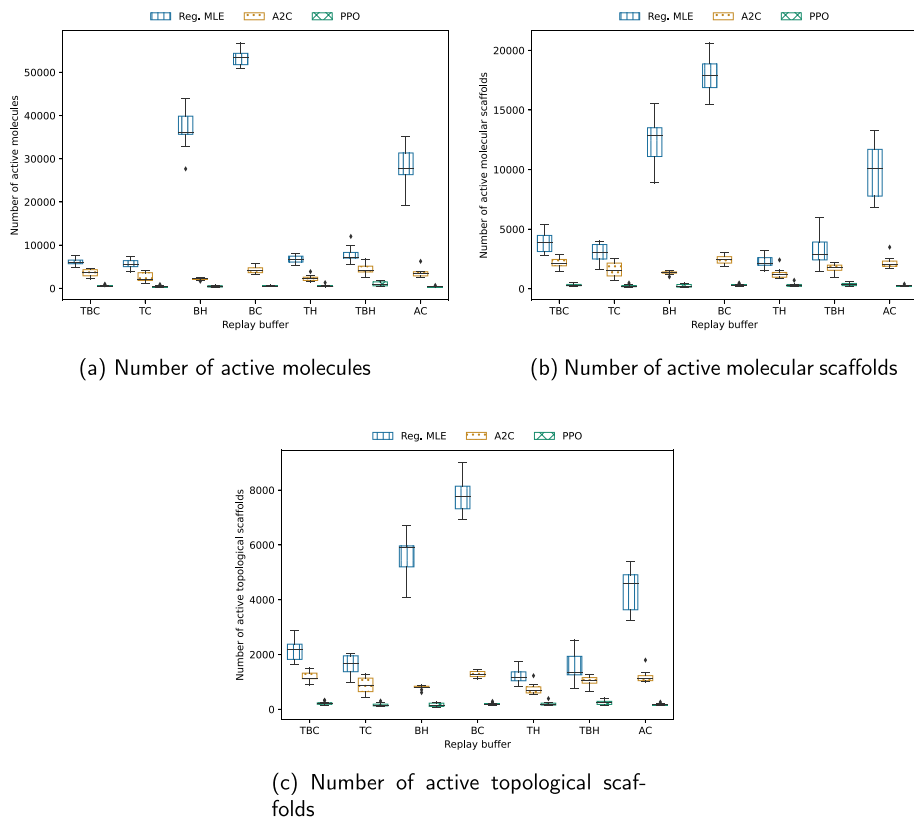 Reg. MLE A2C PPO
Number of active molecules
50000
40000
30000
20000
10000
0
TBC TC BH BC TH TBH AC
Replay buffer
(a) Number of active molecules
Reg. MLE A2C PPO
Number of active molecular scaffolds
20000
15000
10000
5000
0
TBC TC BH BC TH TBH AC
Replay buffer
(b) Number of active molecular scaffolds
Reg. MLE A2C PPO
Number of active topological scaffolds
8000
6000
4000
2000
0
TBC TC BH BC TH TBH AC
Replay buffer
(c) Number of active topological scaf-
folds